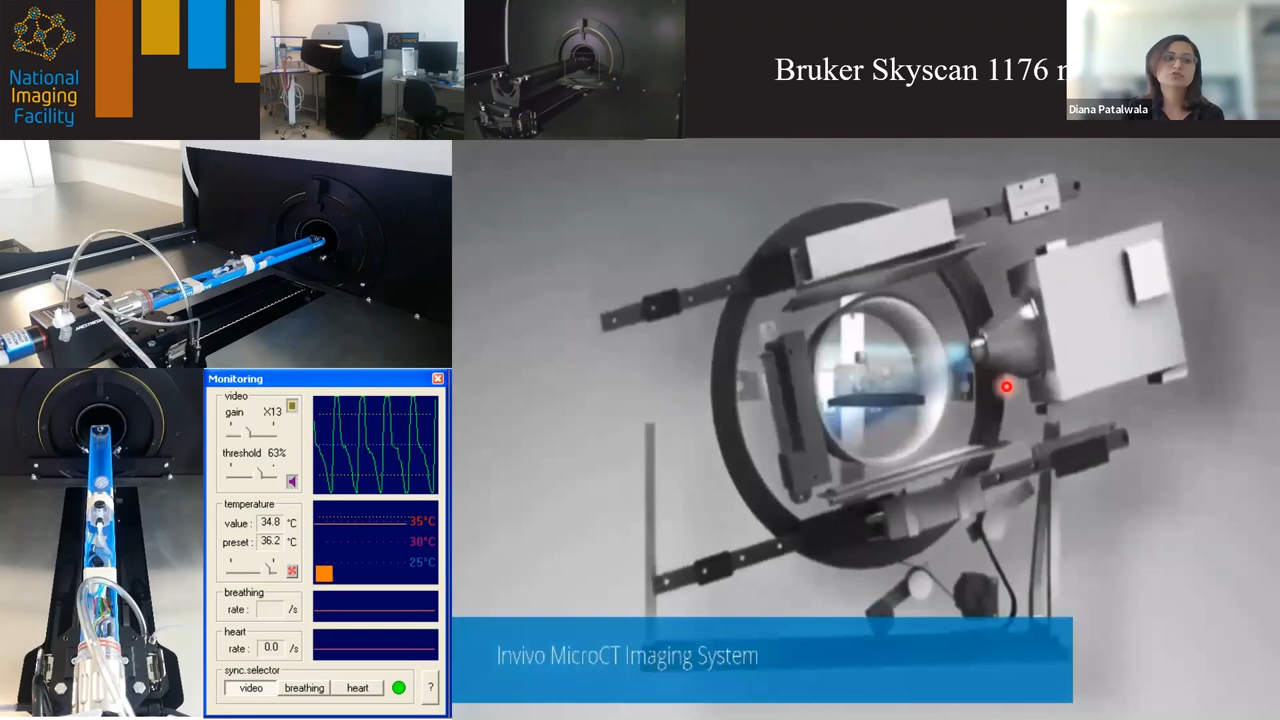 National
Imaging
Facility
Bruker Skyscan 1176
Diana Patalwala
Monitoring
video
gain X13
threshold 63%
temperature
value : 34.8 °C
preset : 36.2 °C
35°C
30°C
25°C
breathing
rate : /s
heart
rate : 0.0 /s
sync.selector
video breathing heart ?
Invivo MicroCT Imaging System